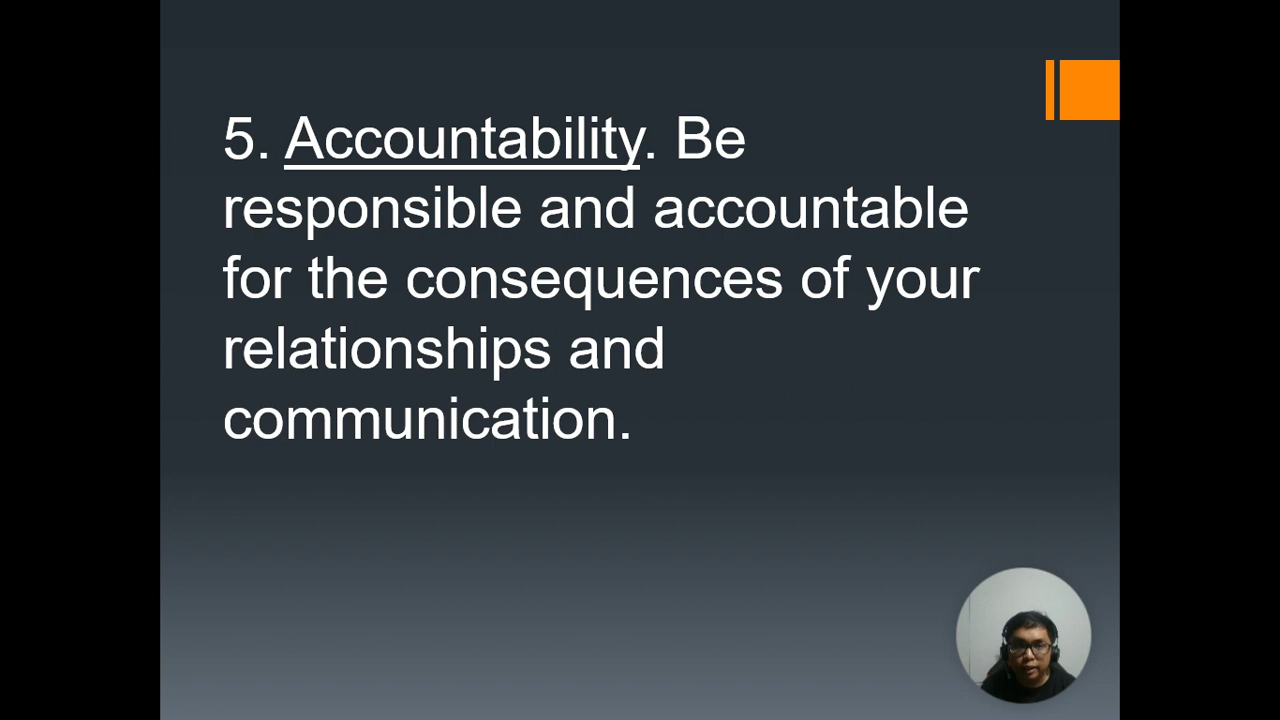 5. Accountability. Be
responsible and accountable
for the consequences of your
relationships and
communication.